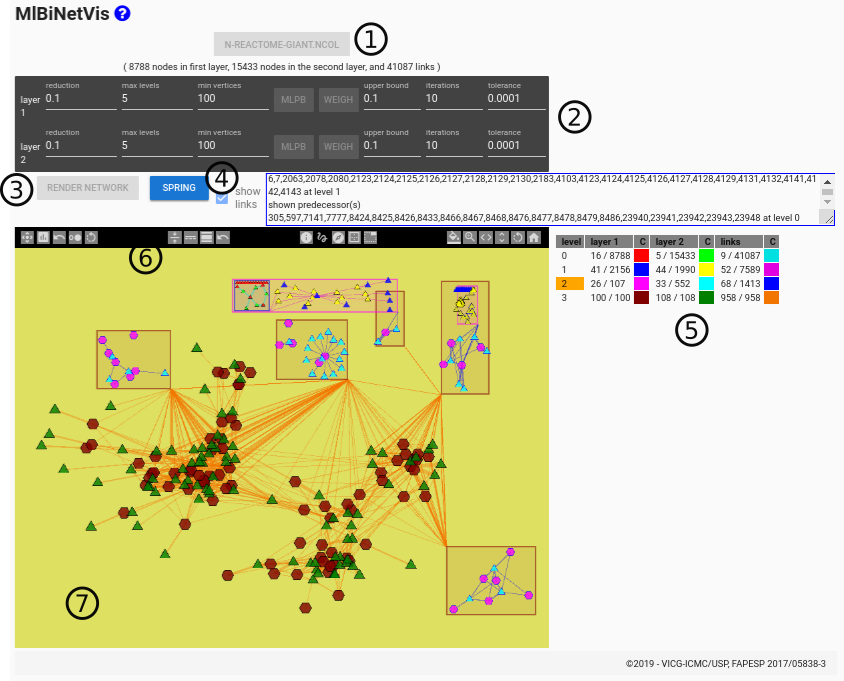 MlBiNetVis ?
N-REACTOME-GIANT.NCOL 1
( 8788 nodes in first layer, 15433 nodes in the second layer, and 41087 links )
reduction max levels min vertices upper bound iterations tolerance
layer 1 0.1 5 100 MLPB WEIGH 0.1 10 0.0001
2
reduction max levels min vertices upper bound iterations tolerance
layer 2 0.1 5 100 MLPB WEIGH 0.1 10 0.0001
3 RENDER NETWORK SPRING 4 show links
6,7,2063,2078,2080,2123,2124,2125,2126,2127,2128,2129,2130,2183,4103,4123,4124,4125,4126,4127,4128,4129,4131,4132,4141,41
42,4143 at level 1
shown predecessor(s)
305,597,7141,7777,8424,8425,8426,8433,8466,8467,8468,8476,8477,8478,8479,8486,23940,23941,23942,23943,23948 at level 0
level layer 1 C layer 2 C links C
0 16 / 8788 5 / 15433 9 / 41087
1 41 / 2156 44 / 1990 52 / 7589
2 26 / 107 33 / 552 68 / 1413
3 100 / 100 108 / 108 958 / 958
6
5
7
©2019 - VICG-ICMC/USP, FAPESP 2017/05838-3